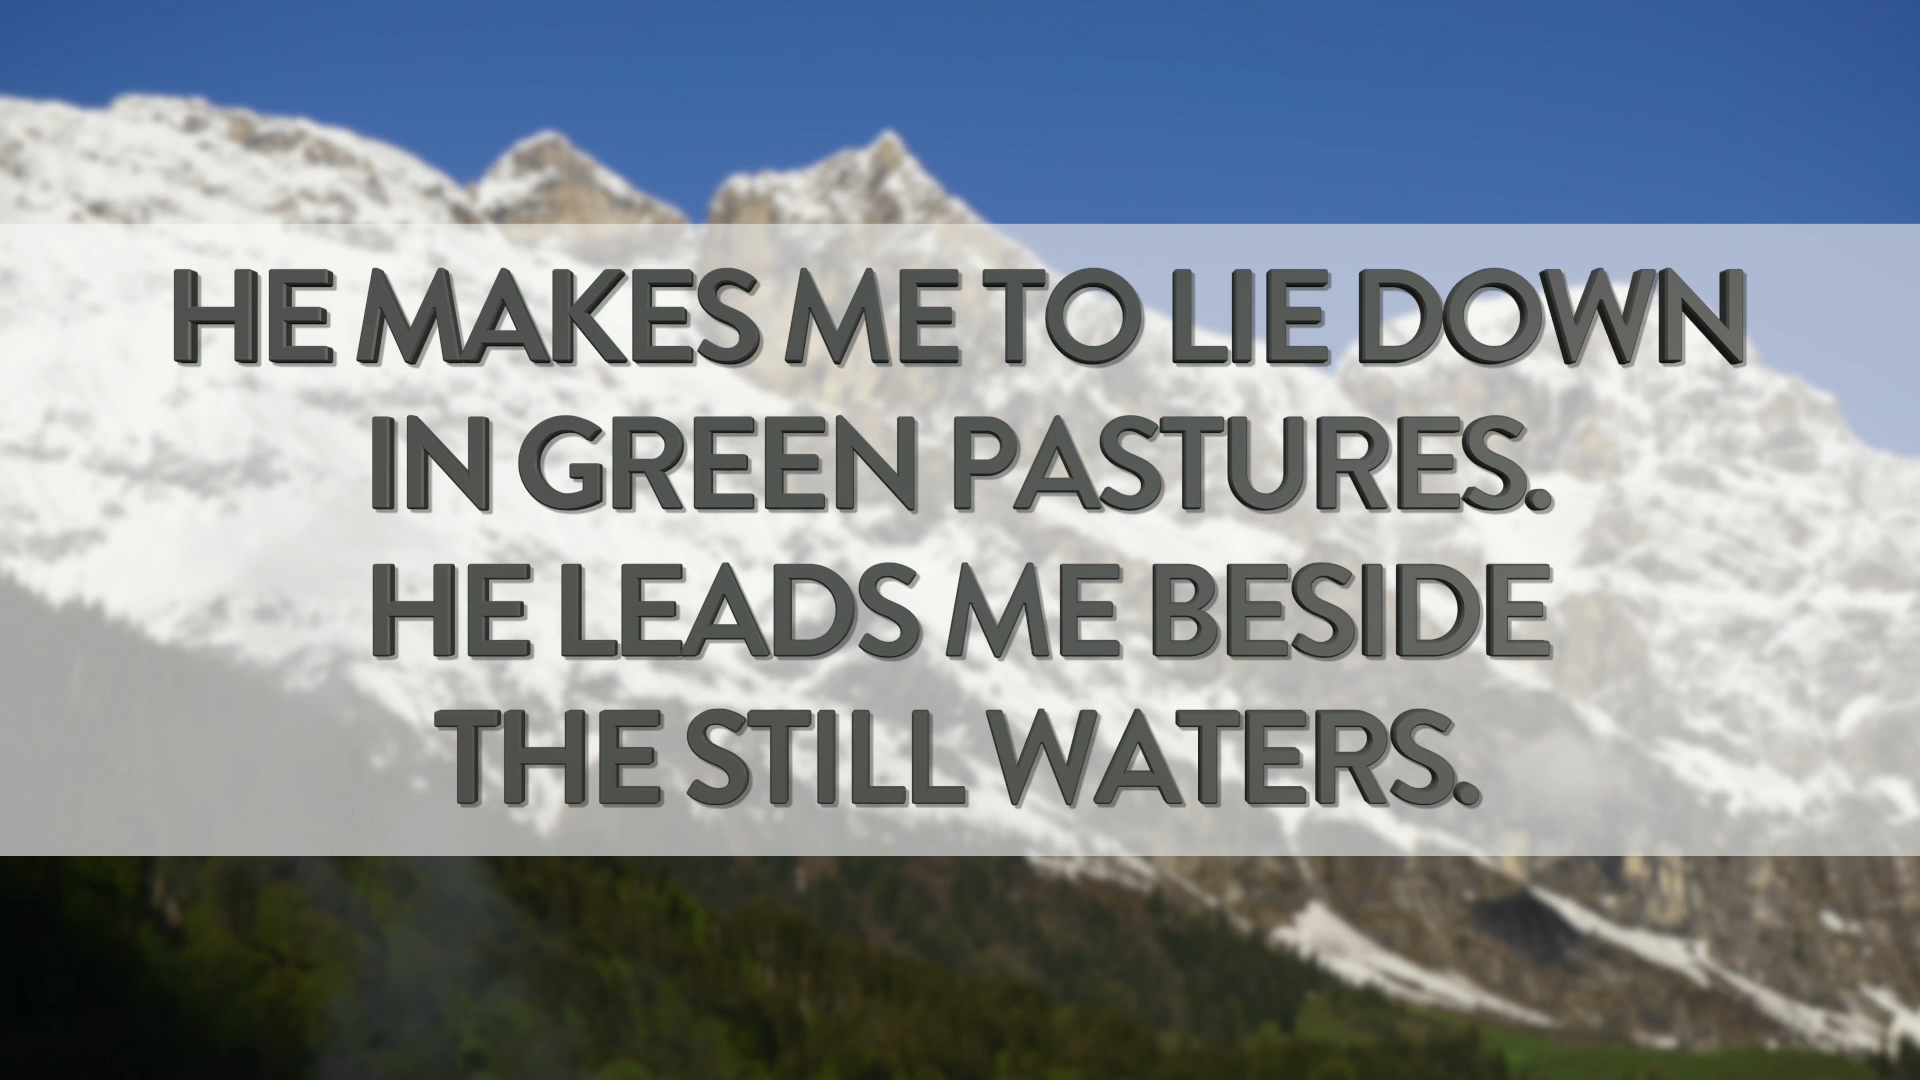 HE MAKES ME TO LIE DOWN
IN GREEN PASTURES.
HE LEADS ME BESIDE
THE STILL WATERS.